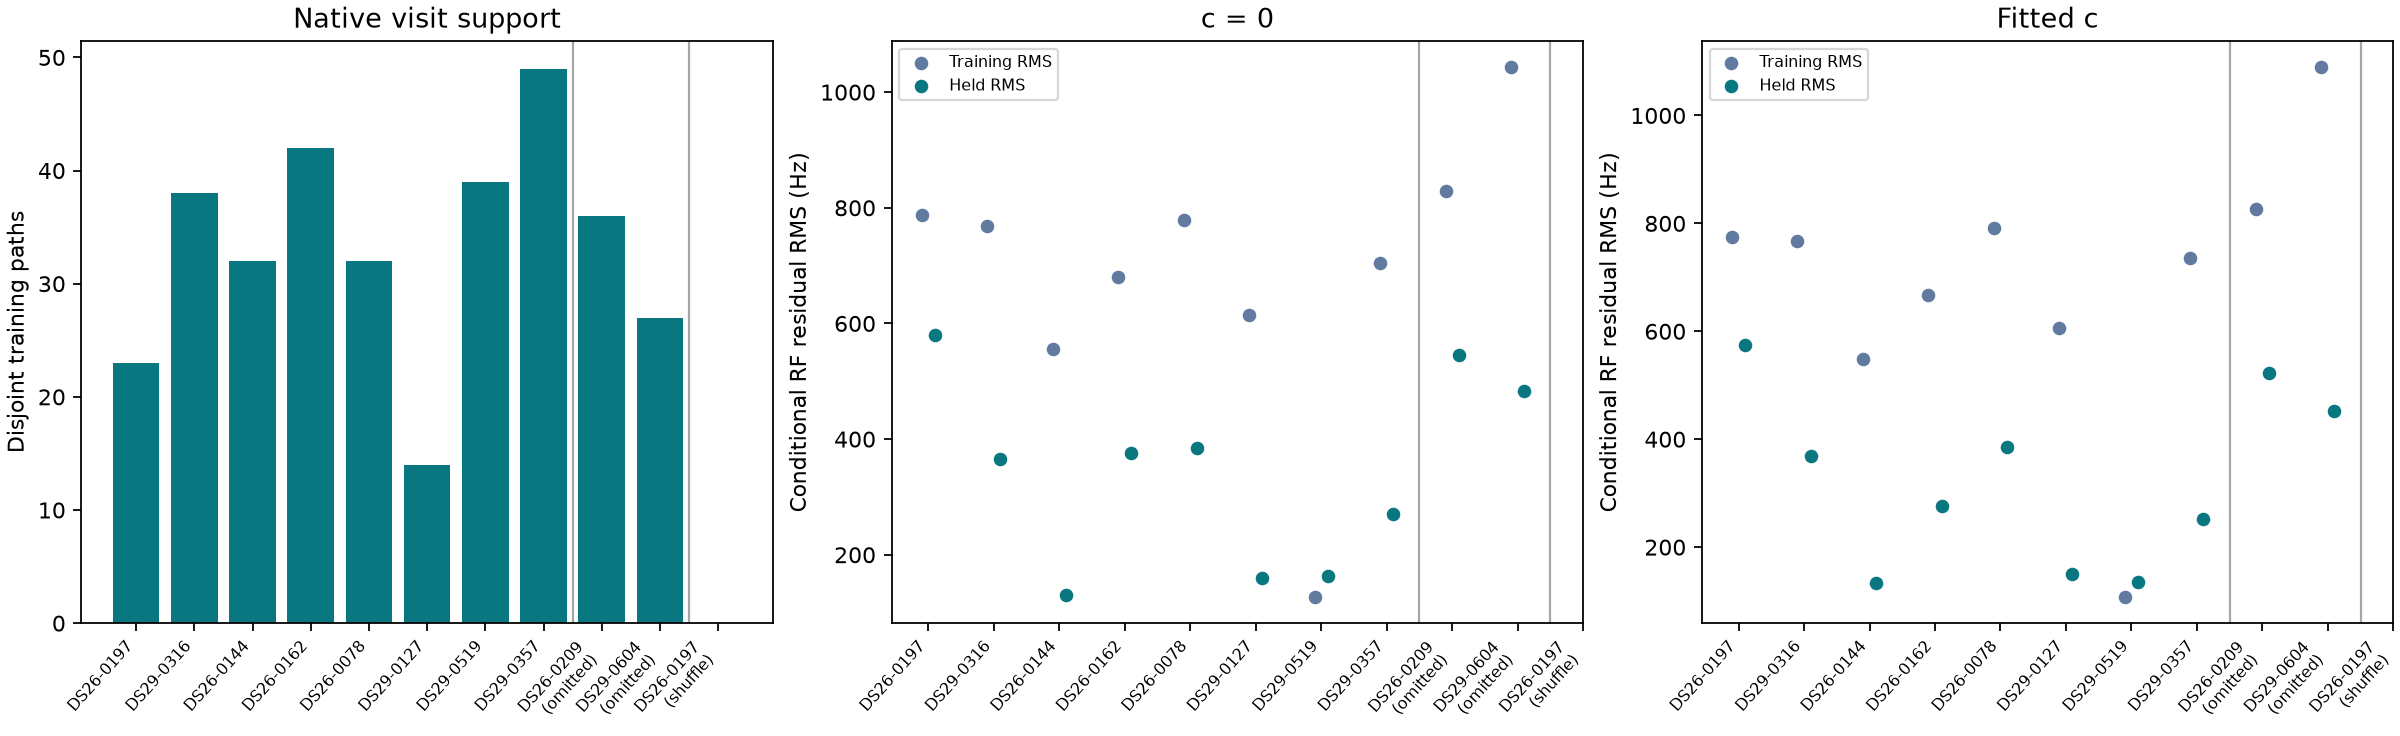 Native visit support
Disjoint training paths
50
40
30
20
10
0
DS26-0197
DS29-0316
DS26-0144
DS26-0162
DS26-0078
DS29-0127
DS29-0519
DS29-0357
DS26-0209
(omitted)
DS29-0604
(omitted)
DS26-0197
(shuffle)
c = 0
Training RMS
Held RMS
Conditional RF residual RMS (Hz)
1000
800
600
400
200
DS26-0197
DS29-0316
DS26-0144
DS26-0162
DS26-0078
DS29-0127
DS29-0519
DS29-0357
DS26-0209
(omitted)
DS29-0604
(omitted)
DS26-0197
(shuffle)
Fitted c
Training RMS
Held RMS
Conditional RF residual RMS (Hz)
1000
800
600
400
200
DS26-0197
DS29-0316
DS26-0144
DS26-0162
DS26-0078
DS29-0127
DS29-0519
DS29-0357
DS26-0209
(omitted)
DS29-0604
(omitted)
DS26-0197
(shuffle)